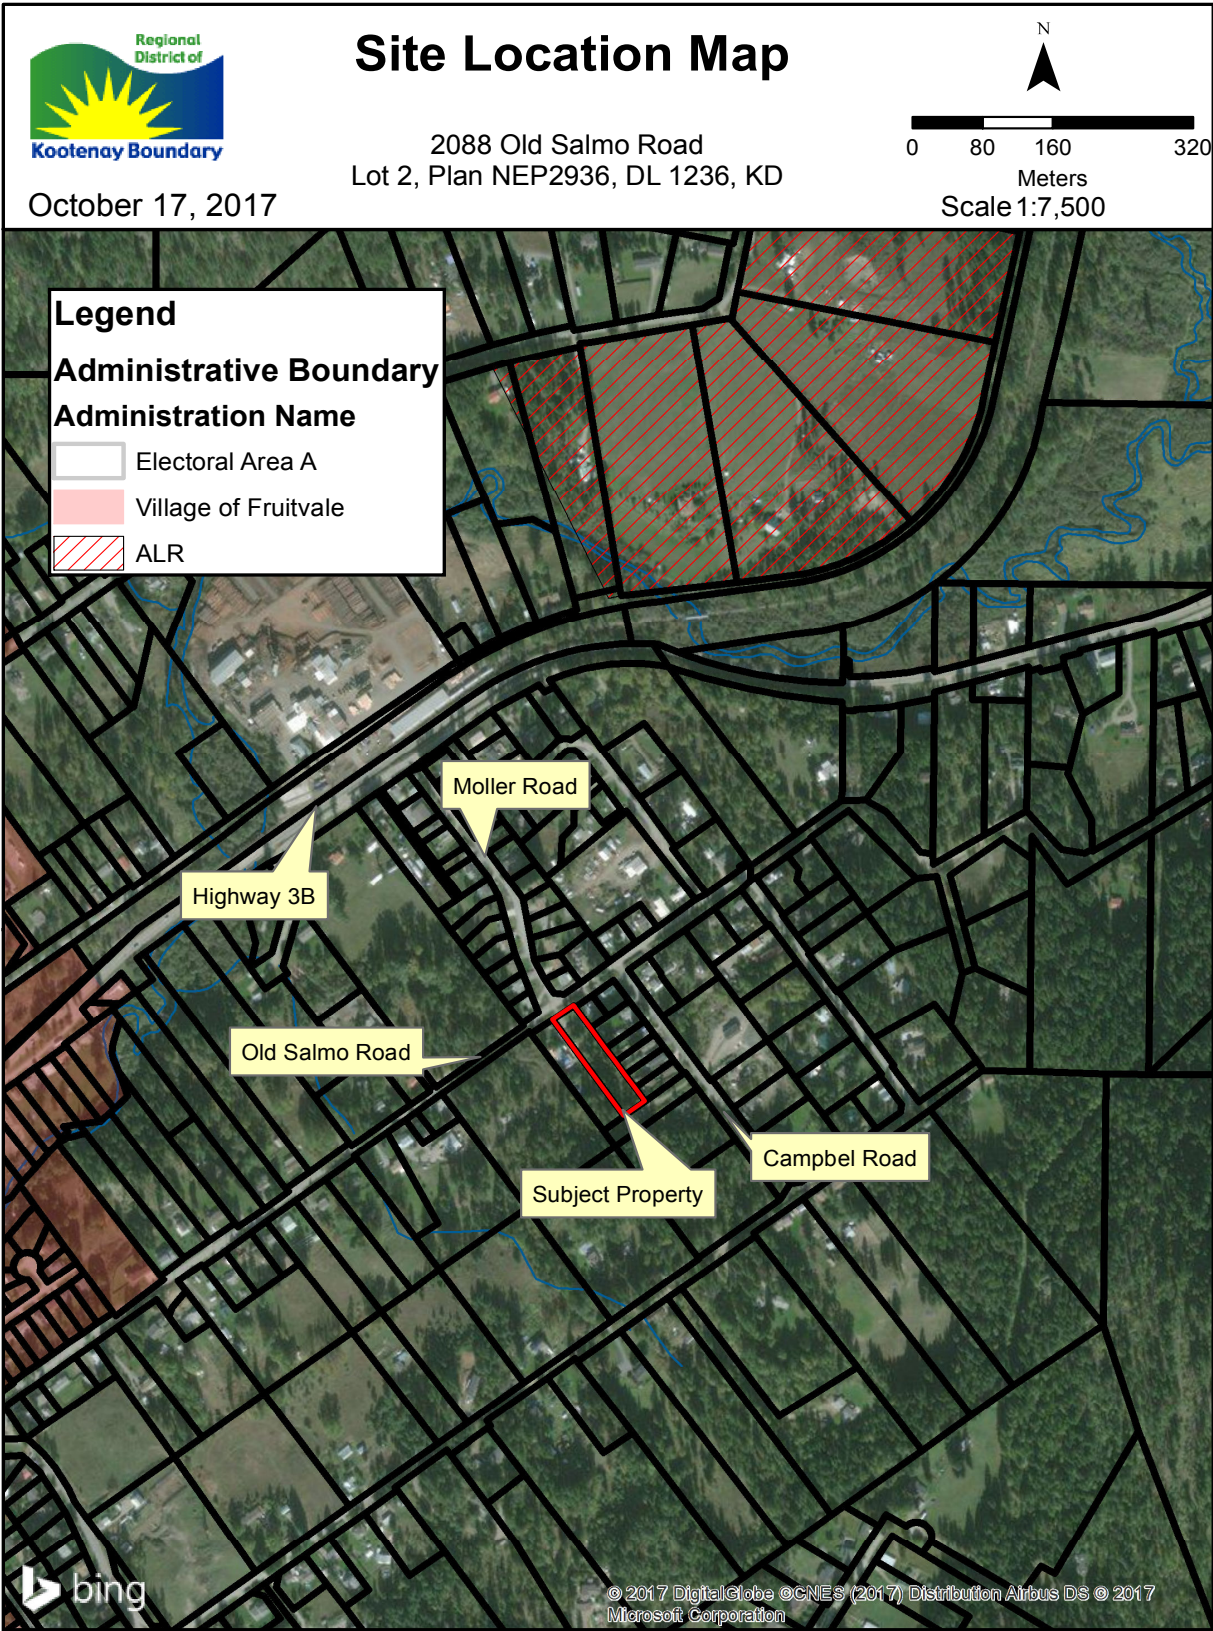 Regional
District of
Kootenay Boundary
October 17, 2017
Site Location Map
2088 Old Salmo Road
Lot 2, Plan NEP2936, DL 1236, KD
N
0 80 160 320
Meters
Scale 1:7,500
Legend
Administrative Boundary
Administration Name
Electoral Area A
Village of Fruitvale
ALR
Moller Road
Highway 3B
Old Salmo Road
Campbel Road
Subject Property
bing
© 2017 DigitalGlobe ©CNES (2017) Distribution Airbus DS © 2017
Microsoft Corporation